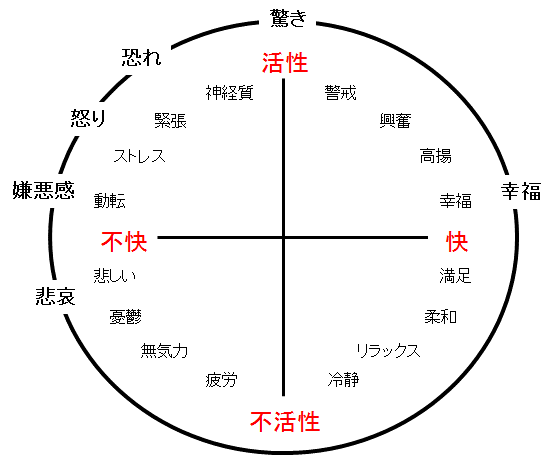 驚き
恐れ
活性
神経質
警戒
怒り
緊張
興奮
ストレス
高揚
嫌悪感
動転
幸福
幸福
不快
快
悲しい
満足
悲哀
憂鬱
柔和
無気力
リラックス
疲労
冷静
不活性